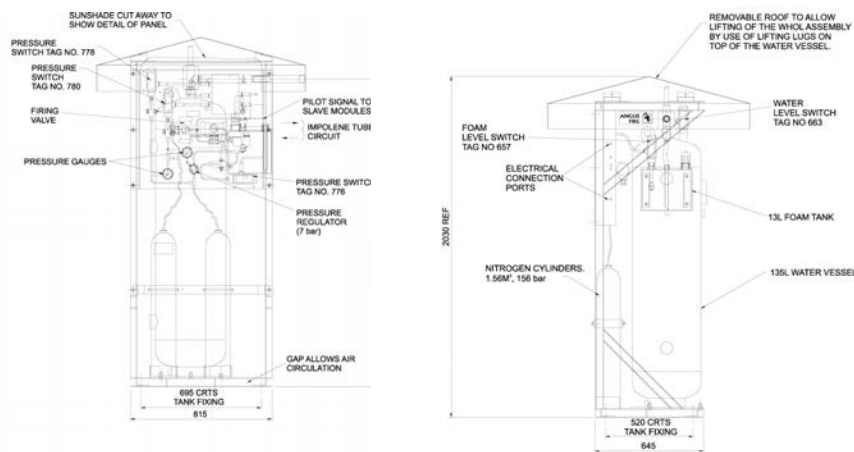 SUNSHADE CUT AWAY TO
SHOW DETAIL OF PANEL
PRESSURE
SWITCH TAG NO. 778
PRESSURE
SWITCH
TAG NO. 780
FIRING
VALVE
PRESSURE GAUGES
PILOT SIGNAL TO
SLAVE MODULES
IMPOLENE TUBE
CIRCUIT
PRESSURE SWITCH
TAG NO. 776
PRESSURE
REGULATOR
(7 bar)
GAP ALLOWS AIR
CIRCULATION
695 CRTS
TANK FIXING
815
REMOVABLE ROOF TO ALLOW
LIFTING OF THE WHOL ASSEMBLY
BY USE OF LIFTING LUGS ON
TOP OF THE WATER VESSEL.
WATER
LEVEL SWITCH
TAG NO 663
ANGUS
FIRE
FOAM
LEVEL SWITCH
TAG NO 657
ELECTRICAL
CONNECTION
PORTS
2030 REF
13L FOAM TANK
NITROGEN CYLINDERS.
1.56M³, 156 bar
135L WATER VESSEL
520 CRTS
TANK FIXING
645